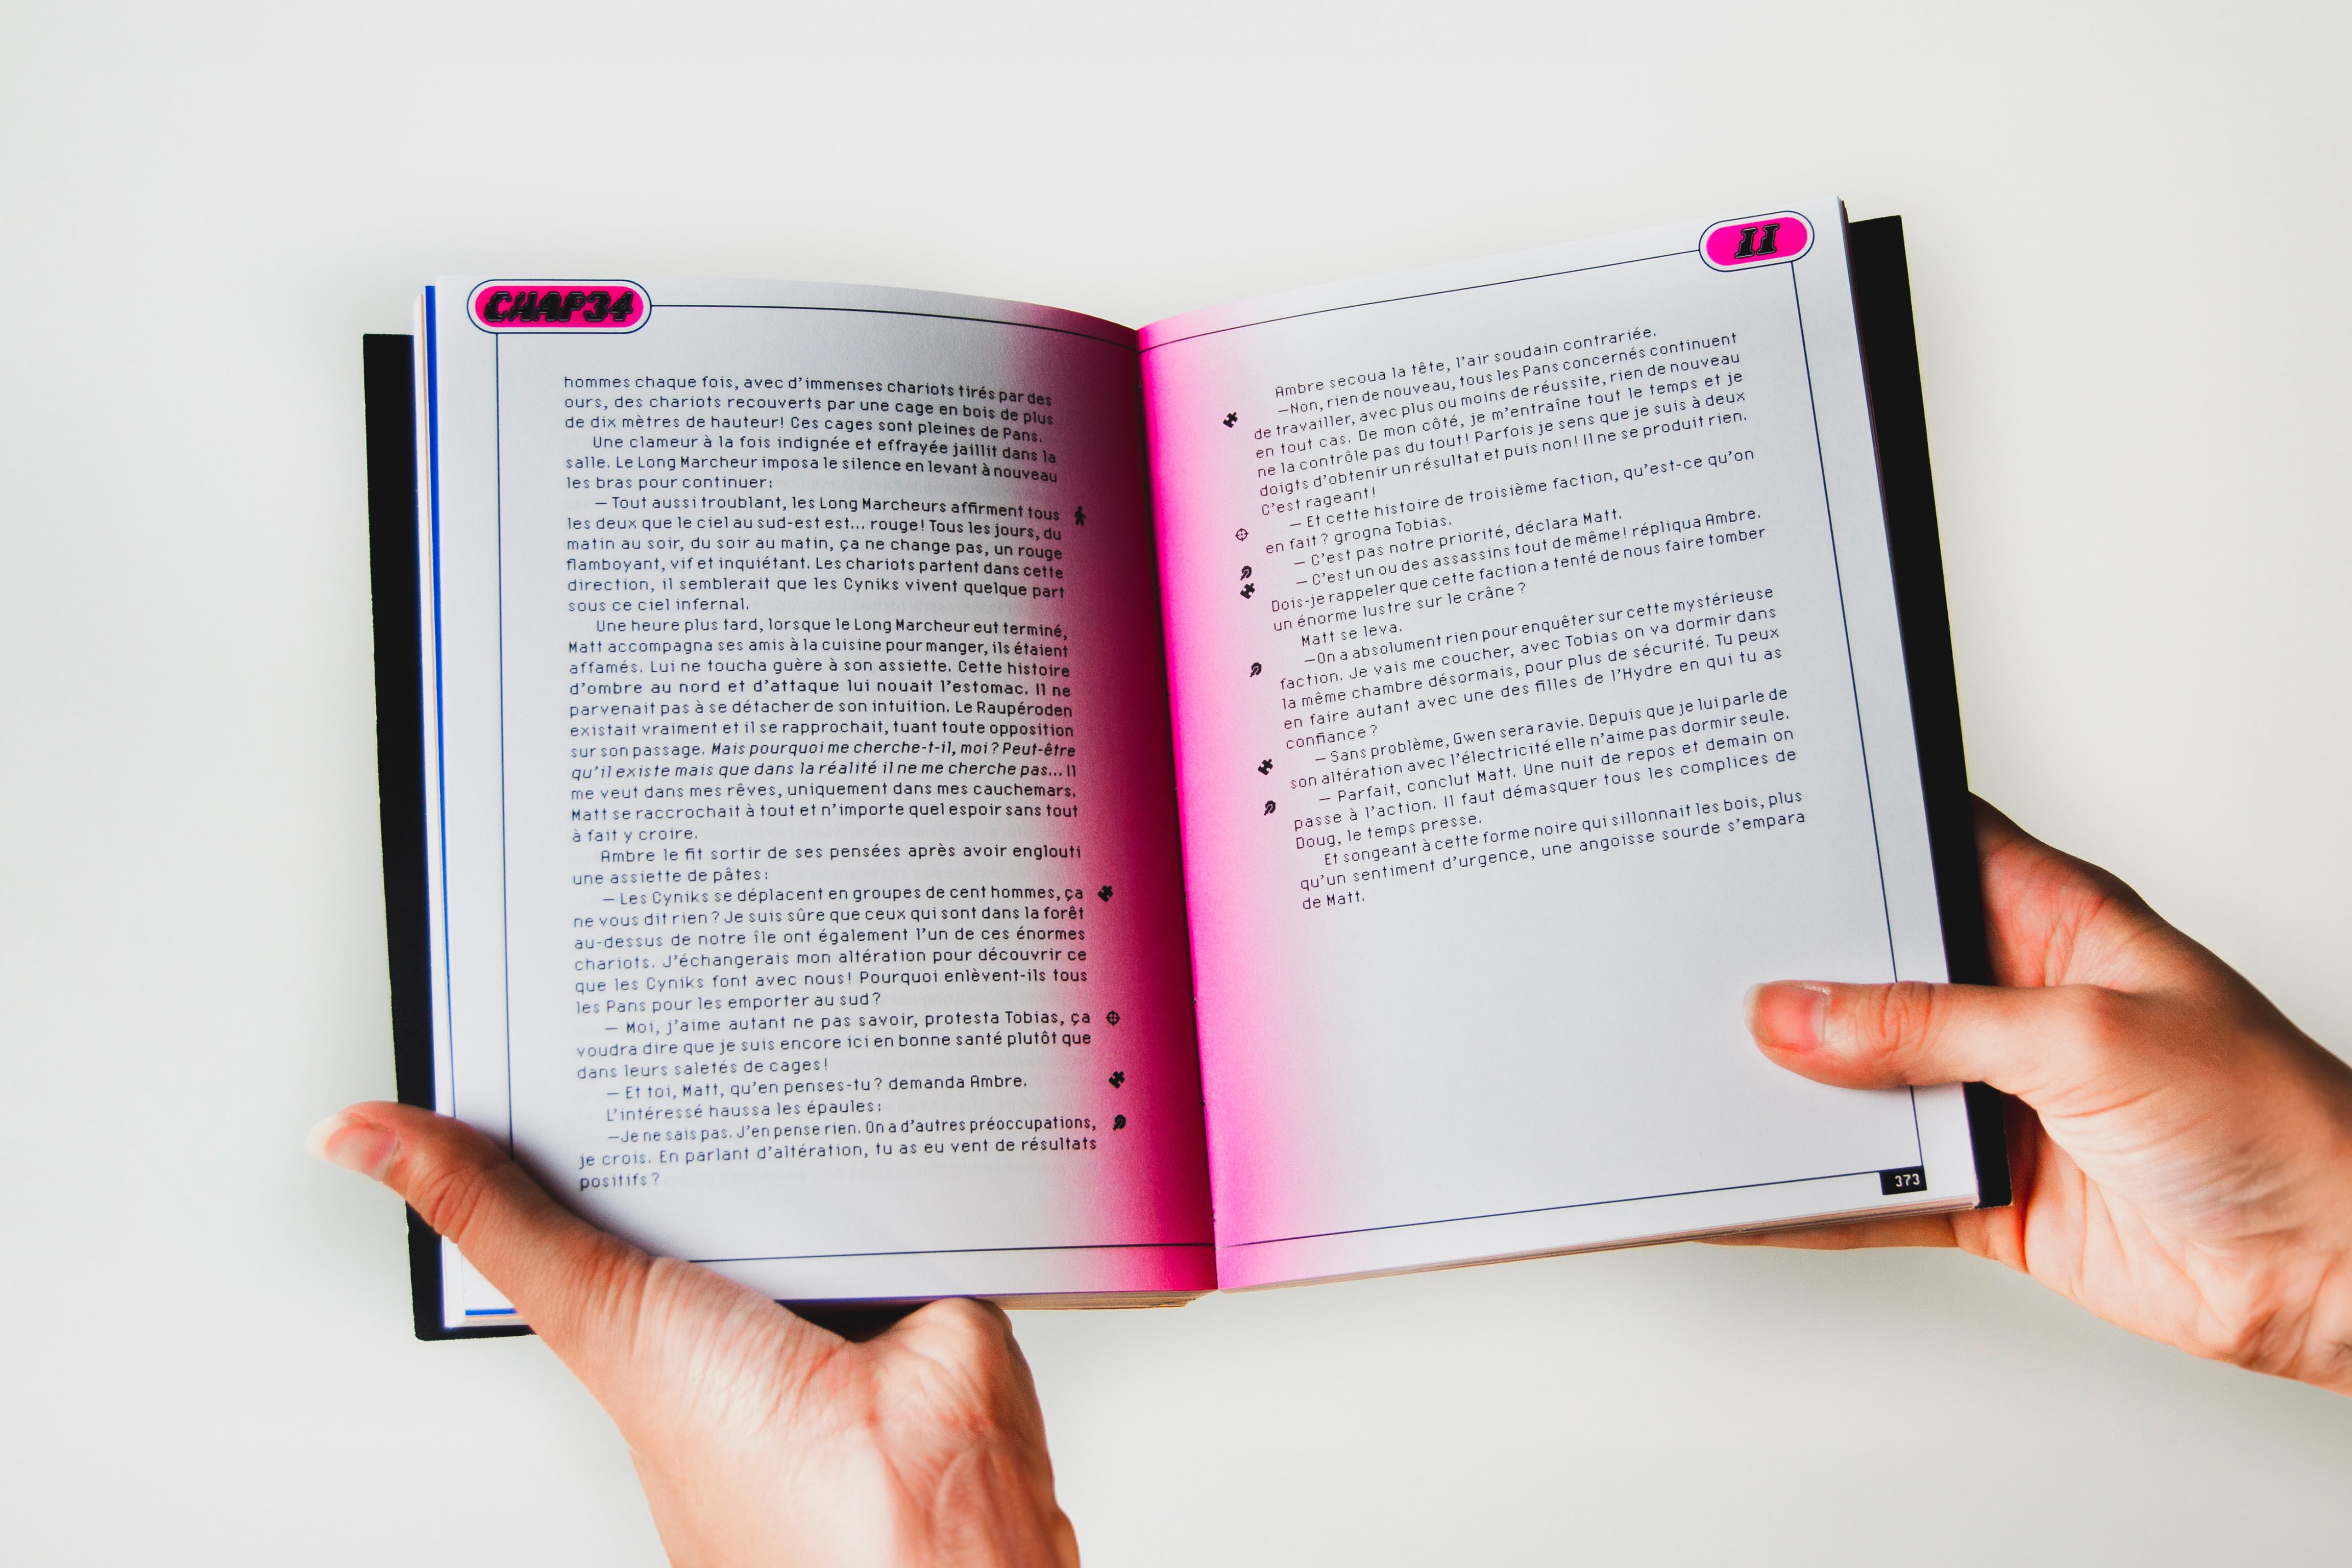 CHAP34
hommes chaque fois, avec d'immenses chariots tirés par des
ours, des chariots recouverts par une cage en bois de plus
de dix mètres de hauteur! Ces cages sont pleines de Pans.
Une clameur à la fois indignée et effrayée jaillit dans la
salle. Le Long Marcheur imposa le silence en levant à nouveau
les bras pour continuer:
— Tout aussi troublant, les Long Marcheurs affirment tous
les deux que le ciel au sud-est est... rouge! Tous les jours, du
matin au soir, du soir au matin, ça ne change pas, un rouge
flamboyant, vif et inquiétant. Les chariots partent dans cette
direction, il semblerait que les Cyniks vivent quelque part
sous ce ciel infernal.
Une heure plus tard, lorsque le Long Marcheur eut terminé,
Matt accompagna ses amis à la cuisine pour manger, ils étaient
affamés. Lui ne toucha guère à son assiette. Cette histoire
d'ombre au nord et d'attaque lui nouait l'estomac. Il ne
parvenait pas à se détacher de son intuition. Le Raupéroden
existait vraiment et il se rapprochait, tuant toute opposition
sur son passage. Mais pourquoi me cherche-t-il, moi? Peut-être
qu'il existe mais que dans la réalité il ne me cherche pas... Il
me veut dans mes rêves, uniquement dans mes cauchemars.
Matt se raccrochait à tout et n'importe quel espoir sans tout
à fait y croire.
Ambre le fit sortir de ses pensées après avoir englouti
une assiette de pâtes:
— Les Cyniks se déplacent en groupes de cent hommes, ça
ne vous dit rien? Je suis sûre que ceux qui sont dans la forêt
au-dessus de notre île ont également l'un de ces énormes
chariots. J'échangerais mon altération pour découvrir ce
que les Cyniks font avec nous! Pourquoi enlèvent-ils tous
les Pans pour les emporter au sud?
— Moi, j'aime autant ne pas savoir, protesta Tobias, ça
voudra dire que je suis encore ici en bonne santé plutôt que
dans leurs saletés de cages!
— Et toi, Matt, qu'en penses-tu? demanda Ambre.
L'intéressé haussa les épaules:
— Je ne sais pas. J'en pense rien. On a d'autres préoccupations,
je crois. En parlant d'altération, tu as eu vent de résultats
positifs?
II
Ambre secoua la tête, l'air soudain contrariée.
— Non, rien de nouveau, tous les Pans concernés continuent
de travailler, avec plus ou moins de réussite, rien de nouveau
en tout cas. De mon côté, je m'entraîne tout le temps et je
ne la contrôle pas du tout! Parfois je sens que je suis à deux
doigts d'obtenir un résultat et puis non! Il ne se produit rien.
C'est rageant!
— Et cette histoire de troisième faction, qu'est-ce qu'on
en fait? grogna Tobias.
— C'est pas notre priorité, déclara Matt.
— C'est un ou des assassins tout de même! répliqua Ambre.
Dois-je rappeler que cette faction a tenté de nous faire tomber
un énorme lustre sur le crâne?
Matt se leva.
— On a absolument rien pour enquêter sur cette mystérieuse
faction. Je vais me coucher, avec Tobias on va dormir dans
la même chambre désormais, pour plus de sécurité. Tu peux
en faire autant avec une des filles de l'Hydre en qui tu as
confiance?
— Sans problème, Gwen sera ravie. Depuis que je lui parle de
son altération avec l'électricité elle n'aime pas dormir seule.
— Parfait, conclut Matt. Une nuit de repos et demain on
passe à l'action. Il faut démasquer tous les complices de
Doug, le temps presse.
Et songeant à cette forme noire qui sillonnait les bois, plus
qu'un sentiment d'urgence, une angoisse sourde s'empara
de Matt.
373